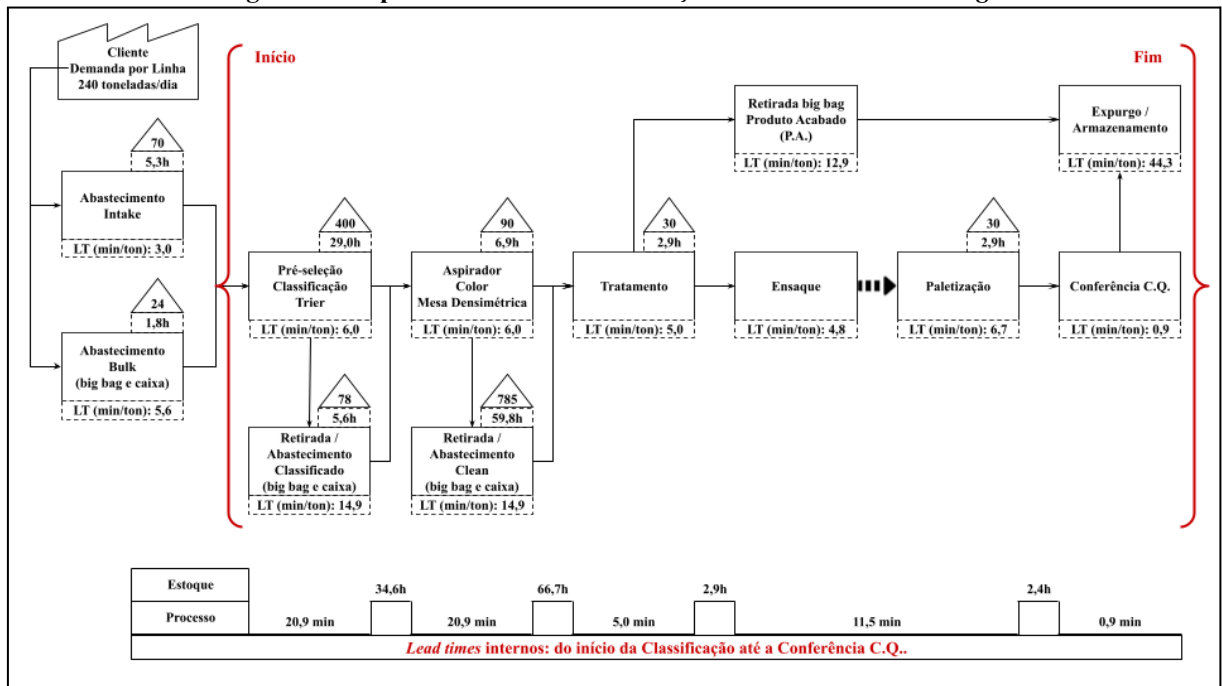 Cliente
Demanda por Linha
240 toneladas/dia
Início
Fim
70
5,3h
Abastecimento
Intake
LT (min/ton): 3,0
24
1,8h
Abastecimento
Bulk
(big bag e caixa)
LT (min/ton): 5,6
400
29,0h
Pré-seleção
Classificação
Trier
LT (min/ton): 6,0
78
5,6h
Retirada /
Abastecimento
Classificado
(big bag e caixa)
LT (min/ton): 14,9
90
6,9h
Aspirador
Color
Mesa Densimétrica
LT (min/ton): 6,0
785
59,8h
Retirada /
Abastecimento
Clean
(big bag e caixa)
LT (min/ton): 14,9
30
2,9h
Tratamento
LT (min/ton): 5,0
Retirada big bag
Produto Acabado
(P.A.)
LT (min/ton): 12,9
Ensaque
LT (min/ton): 4,8
30
2,9h
Paletização
LT (min/ton): 6,7
Expurgo /
Armazenamento
LT (min/ton): 44,3
Conferência C.Q.
LT (min/ton): 0,9
Estoque 34,6h 66,7h 2,9h 2,4h
Processo 20,9 min 20,9 min 5,0 min 11,5 min 0,9 min
Lead times internos: do início da Classificação até a Conferência C.Q..